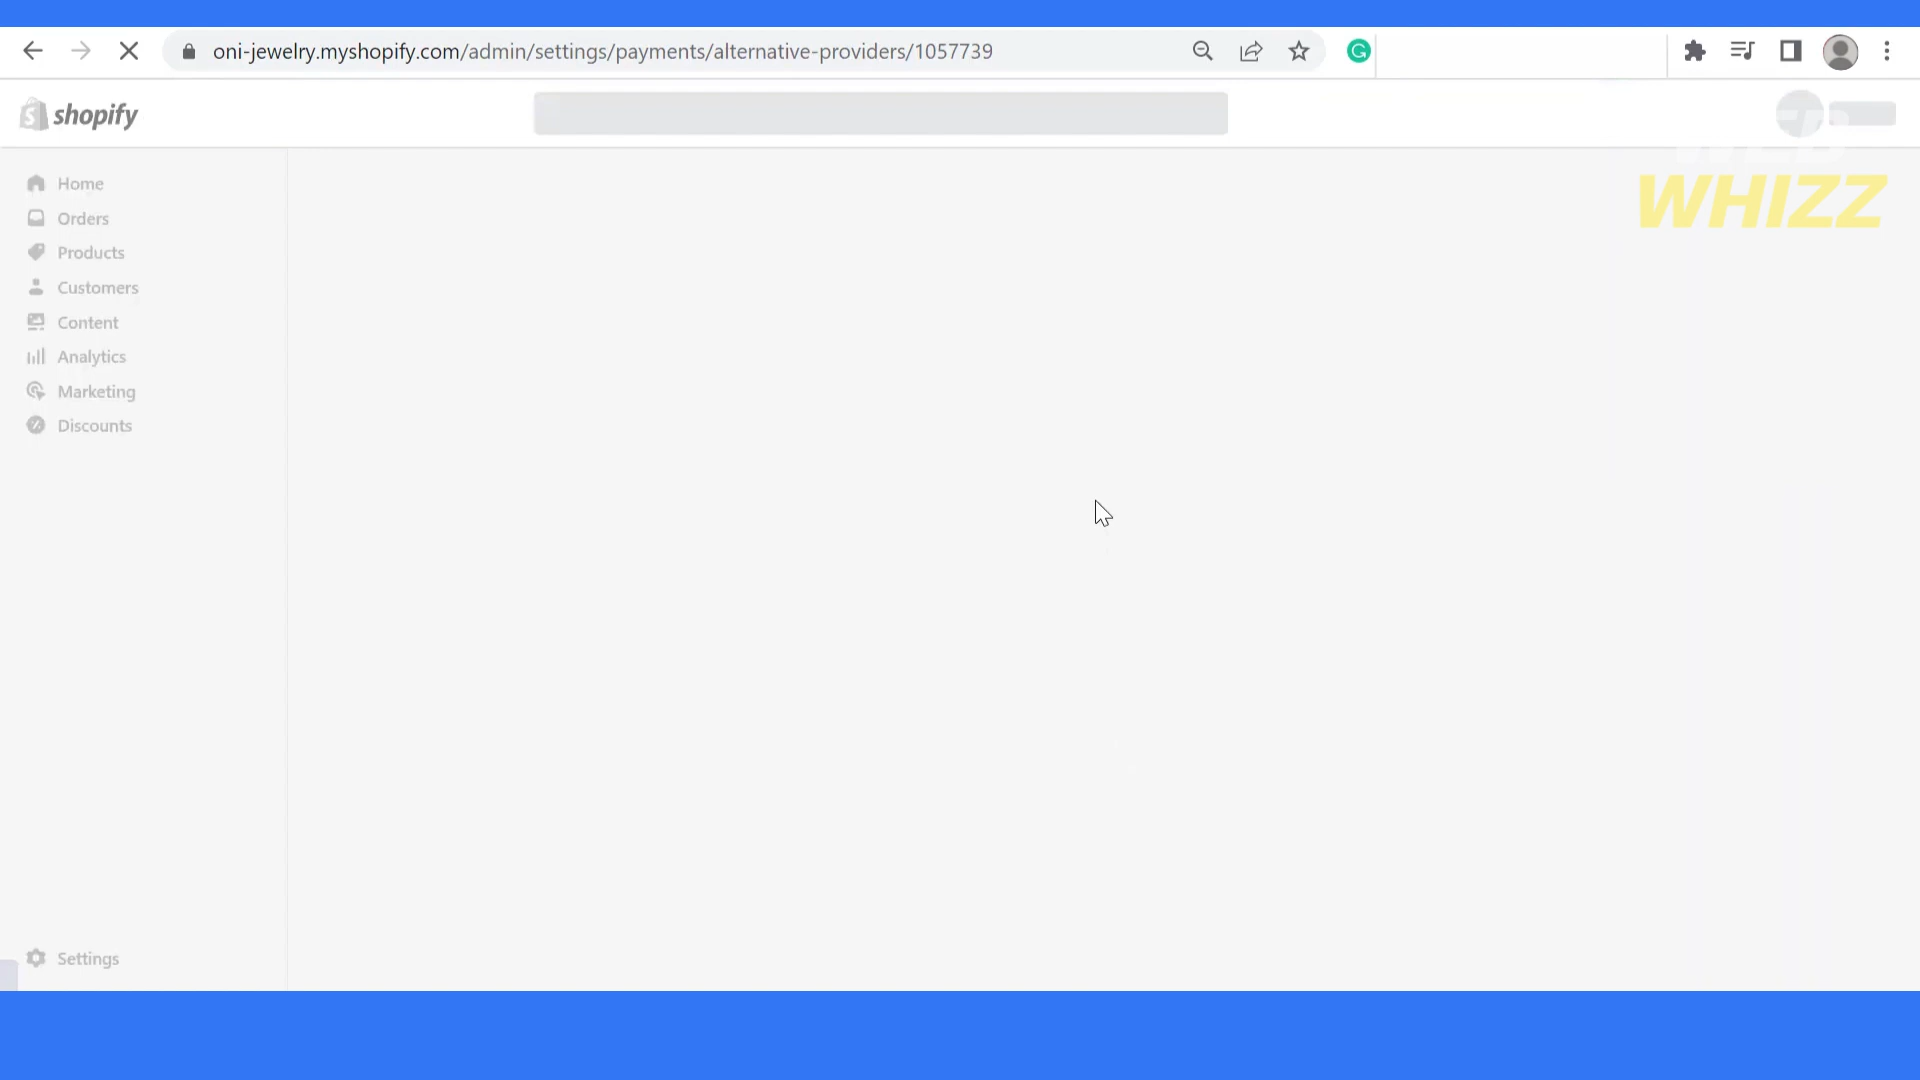 oni-jewelry.myshopify.com/admin/settings/payments/alternative-providers/1057739
shopify
WEB
WHIZZ
Home
Orders
Products
Customers
Content
Analytics
Marketing
Discounts
Settings